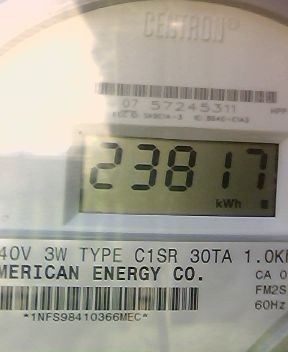 CENTRON®
07 57245311
23817
kWh
40V 3W TYPE C1SR 30TA 1.0K
MERICAN ENERGY CO.
CA 0
FM2S
60Hz
*1NFS98410366MEC*